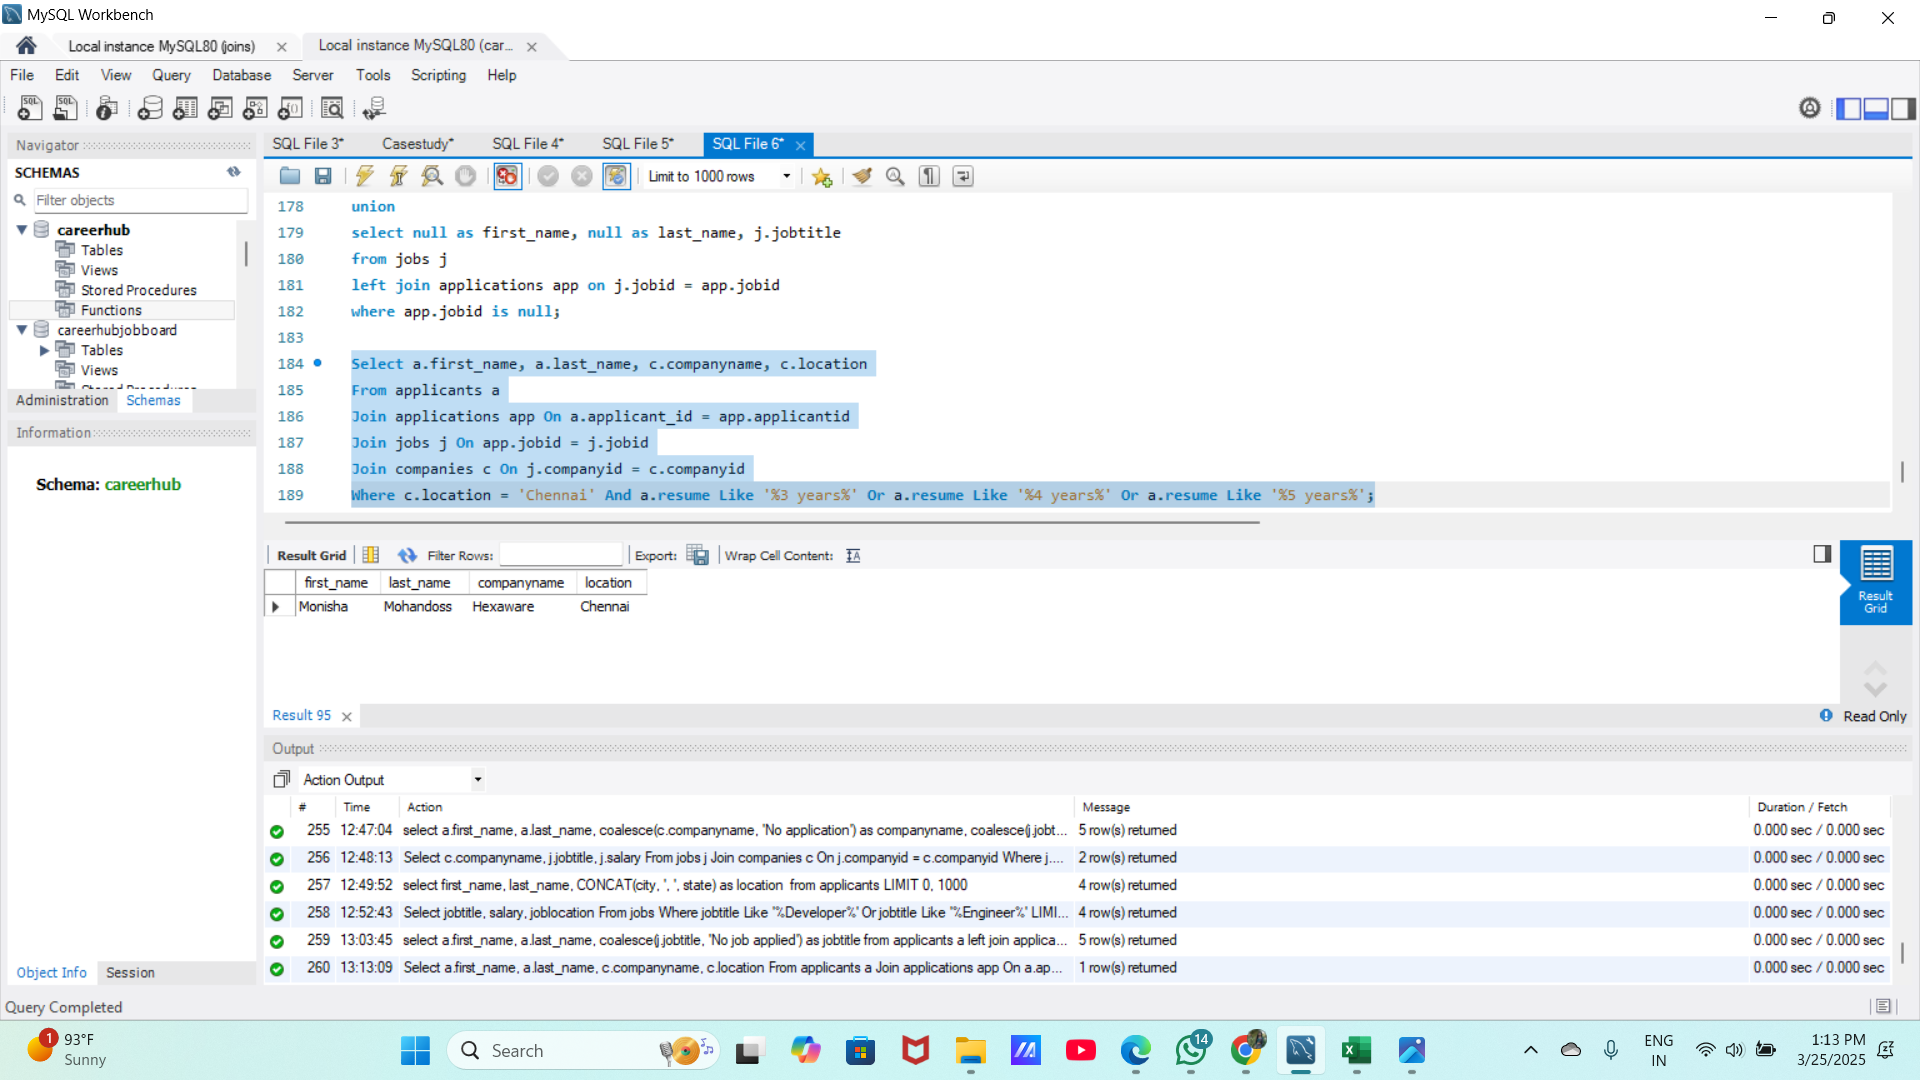 MySQL Workbench
Local instance MySQL80 (joins)
Local instance MySQL80 (car...
File Edit View Query Database Server Tools Scripting Help
Navigator
SCHEMAS
Filter objects
careerhub
Tables
Views
Stored Procedures
Functions
careerhubjobboard
Tables
Views
Administration Schemas
Information
Schema: careerhub
Object Info Session
SQL File 3* Casestudy* SQL File 4* SQL File 5* SQL File 6*
Limit to 1000 rows
178 union
179 select null as first_name, null as last_name, j.jobtitle
180 from jobs j
181 left join applications app on j.jobid = app.jobid
182 where app.jobid is null;
183
184 Select a.first_name, a.last_name, c.companyname, c.location
185 From applicants a
186 Join applications app On a.applicant_id = app.applicantid
187 Join jobs j On app.jobid = j.jobid
188 Join companies c On j.companyid = c.companyid
189 Where c.location = 'Chennai' And a.resume Like '%3 years%' Or a.resume Like '%4 years%' Or a.resume Like '%5 years%';
Result Grid Filter Rows: Export: Wrap Cell Content:
first_name last_name companyname location
Monisha Mohandoss Hexaware Chennai
Result Grid
Result 95
Read Only
Output
Action Output
# Time Action Message Duration / Fetch
255 12:47:04 select a.first_name, a.last_name, coalesce(c.companyname, 'No application') as companyname, coalesce(j.jobt... 5 row(s) returned 0.000 sec / 0.000 sec
256 12:48:13 Select c.companyname, j.jobtitle, j.salary From jobs j Join companies c On j.companyid = c.companyid Where j.... 2 row(s) returned 0.000 sec / 0.000 sec
257 12:49:52 select first_name, last_name, CONCAT(city, ', ', state) as location from applicants LIMIT 0, 1000 4 row(s) returned 0.000 sec / 0.000 sec
258 12:52:43 Select jobtitle, salary, joblocation From jobs Where jobtitle Like '%Developer%' Or jobtitle Like '%Engineer%' LIMI... 4 row(s) returned 0.000 sec / 0.000 sec
259 13:03:45 select a.first_name, a.last_name, coalesce(j.jobtitle, 'No job applied') as jobtitle from applicants a left join applica... 5 row(s) returned 0.000 sec / 0.000 sec
260 13:13:09 Select a.first_name, a.last_name, c.companyname, c.location From applicants a Join applications app On a.ap... 1 row(s) returned 0.000 sec / 0.000 sec
Query Completed
1
93°F
Sunny
Search
14
ENG
IN
1:13 PM
3/25/2025